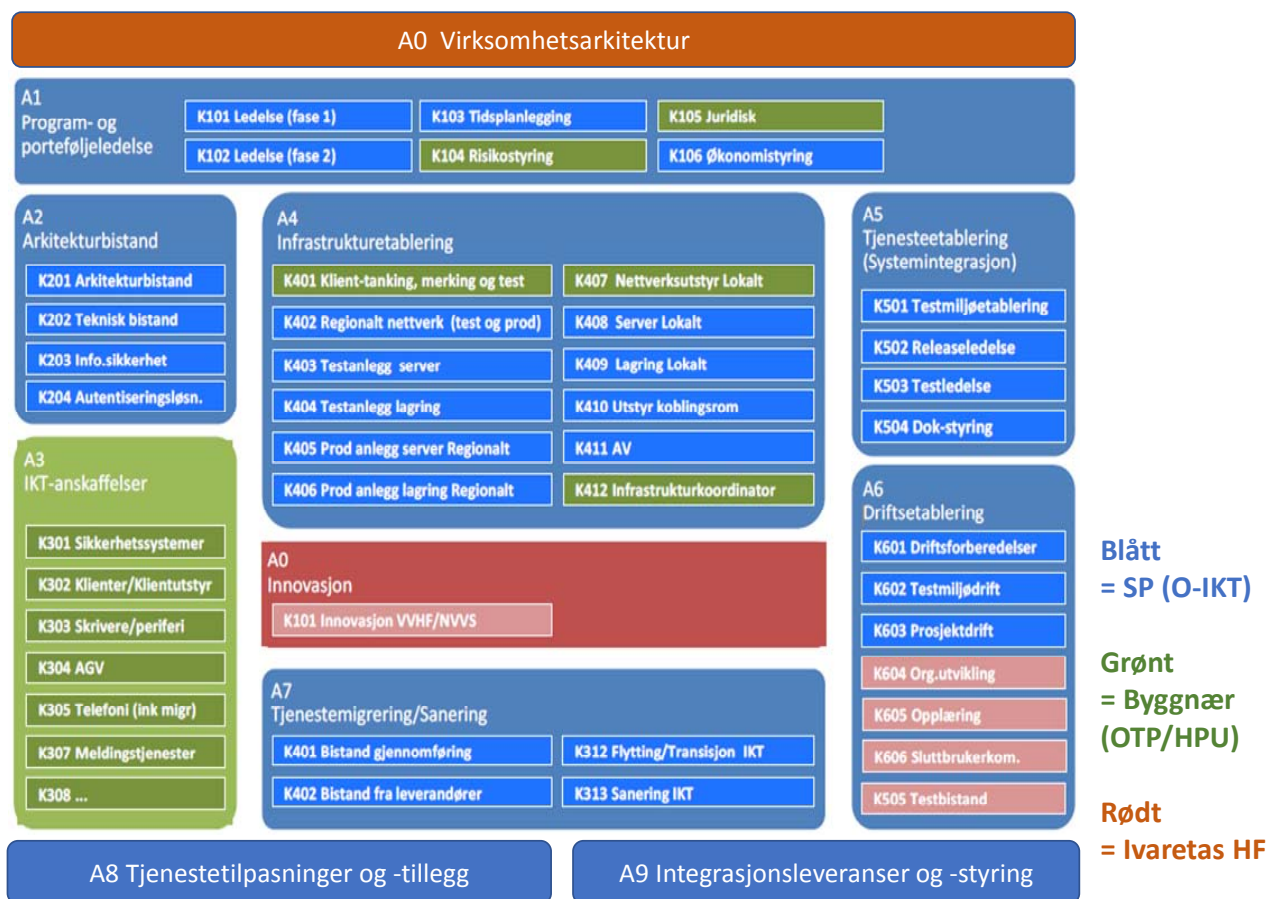 A0 Virksomhetsarkitektur
A1
Program- og
porteføljeledelse
K101 Ledelse (fase 1)
K103 Tidsplanlegging
K105 Juridisk
K102 Ledelse (fase 2)
K104 Risikostyring
K106 Økonomistyring
A2
Arkitekturbistand
K201 Arkitekturbistand
K202 Teknisk bistand
K203 Info.sikkerhet
K204 Autentiseringsløsn.
A4
Infrastrukturetablering
K401 Klient-tanking, merking og test
K402 Regionalt nettverk (test og prod)
K403 Testanlegg server
K404 Testanlegg lagring
K405 Prod anlegg server Regionalt
K406 Prod anlegg lagring Regionalt
K407 Nettverksutstyr Lokalt
K408 Server Lokalt
K409 Lagring Lokalt
K410 Utstyr koblingsrom
K411 AV
K412 Infrastrukturkoordinator
A5
Tjenesteetablering
(Systemintegrasjon)
K501 Testmiljøetablering
K502 Releaseledelse
K503 Testledelse
K504 Dok-styring
A3
IKT-anskaffelser
K301 Sikkerhetssystemer
K302 Klienter/Klientutstyr
K303 Skrivere/periferi
K304 AGV
K305 Telefoni (ink migr)
K307 Meldingstjenester
K308 ...
A0
Innovasjon
K101 Innovasjon VVHF/NVVS
A7
Tjenestemigrering/Sanering
K401 Bistand gjennomføring
K402 Bistand fra leverandører
K312 Flytting/Transisjon IKT
K313 Sanering IKT
A6
Driftsetablering
K601 Driftsforberedelser
K602 Testmiljødrift
K603 Prosjektdrift
K604 Org.utvikling
K605 Opplæring
K606 Sluttbrukerkom.
K505 Testbistand
Blått
= SP (O-IKT)
Grønt
= Byggnær
(OTP/HPU)
Rødt
= Ivaretas HF
A8 Tjenestetilpasninger og -tillegg
A9 Integrasjonsleveranser og -styring